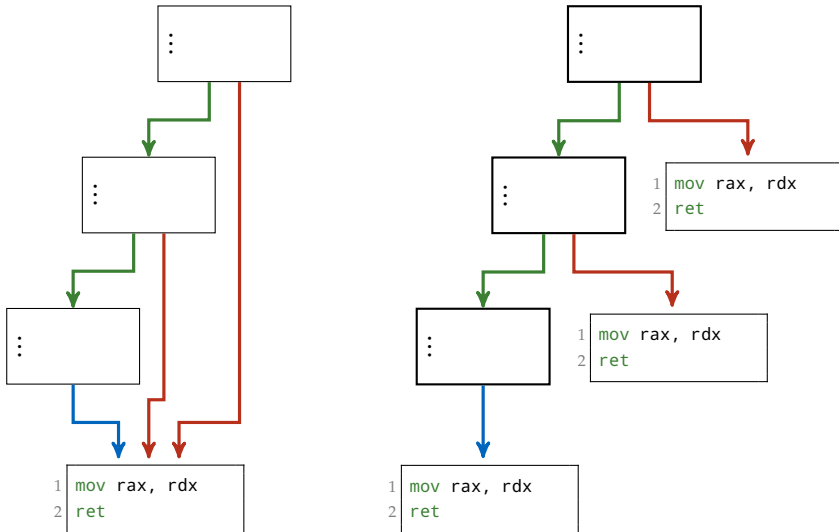 ⋮
⋮
⋮
⋮
1 mov rax, rdx
2 ret
⋮
1 mov rax, rdx
2 ret
⋮
1 mov rax, rdx
2 ret
1 mov rax, rdx
2 ret